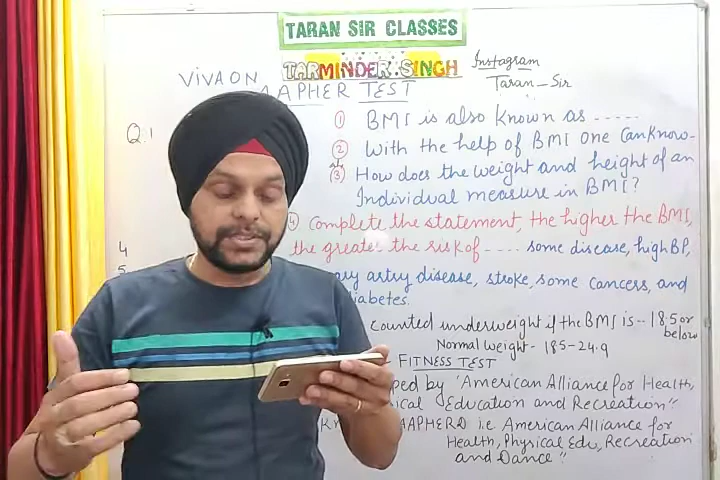 TARAN SIR CLASSES
TARMINDER SINGH
Instagram
Taran-Sir
VIVA ON
AAPHER TEST
Q.1
① BMI is also known as -----
② With the help of BMI one can know-
③ How does the weight and height of an
Individual measure in BMI?
④ Complete the statement, the higher the BMI,
the greater the risk of ---- some disease, high BP,
artry disease, stroke, some cancers, and
4
5
diabetes.
counted underweight if the BMI is -- 18.5 or
below
Normal weight - 185-24.9
FITNESS TEST
by "American Alliance for Health,
Education and Recreation"
AAPHERD i.e American Alliance for
Health, Physical Edu, Recreation
and Dance"